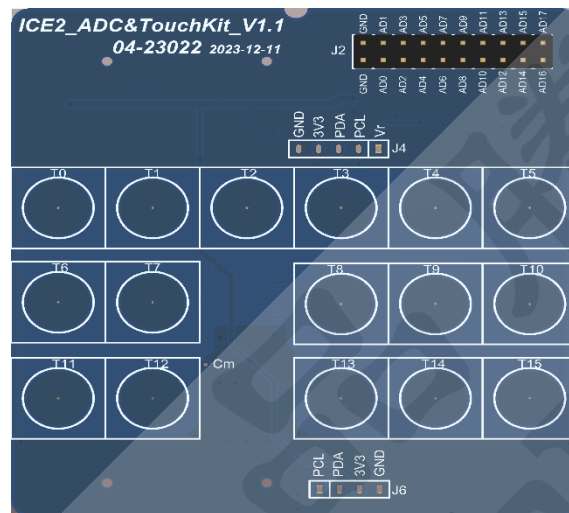 ICE2_ADC&TouchKit_V1.1
04-23022 2023-12-11
J2
GND AD1 AD3 AD5 AD7 AD9 AD11 AD13 AD15 AD17
GND AD0 AD2 AD4 AD6 AD8 AD10 AD12 AD14 AD16
GND 3V3 PDA PCL Vr
J4
T0 T1 T2 T3 T4 T5
T6 T7 T8 T9 T10
T11 T12 Cm T13 T14 T15
PCL PDA 3V3 GND
J6